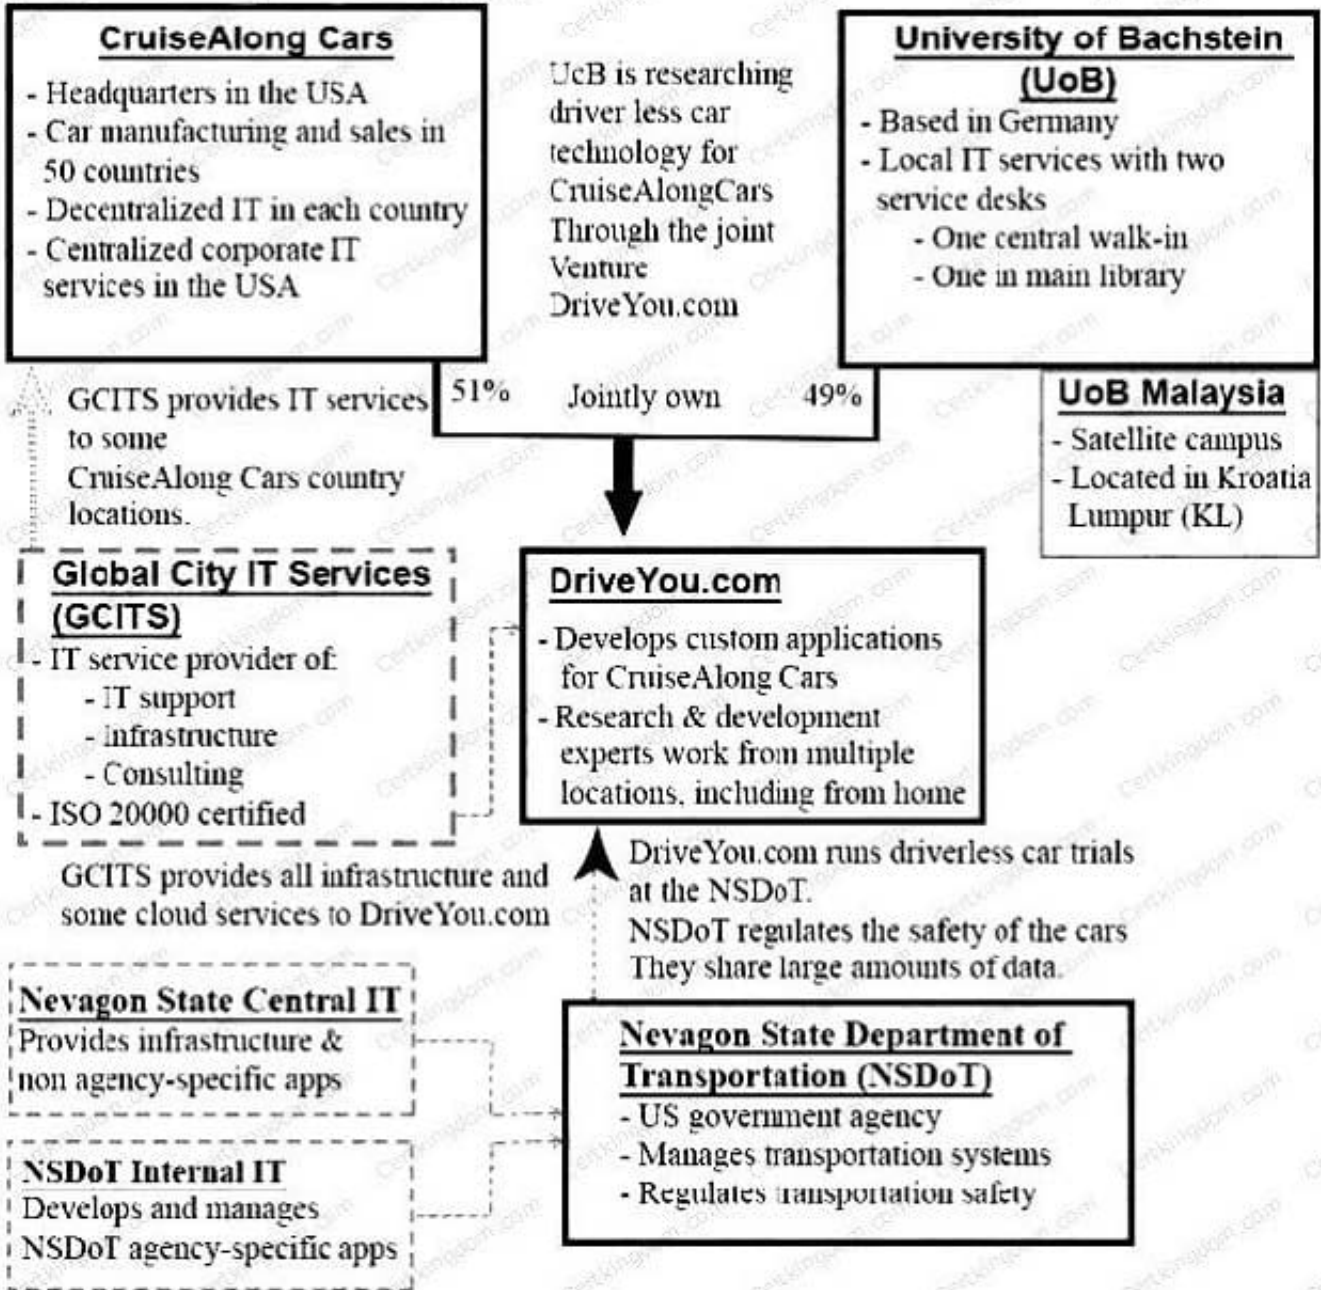 CruiseAlong Cars
- Headquarters in the USA
- Car manufacturing and sales in
50 countries
- Decentralized IT in each country
- Centralized corporate IT
services in the USA
UcB is researching
driver less car
technology for
CruiseAlongCars
Through the joint
Venture
DriveYou.com
University of Bachstein
(UoB)
- Based in Germany
- Local IT services with two
service desks
- One central walk-in
- One in main library
51% Jointly own 49%
UoB Malaysia
- Satellite campus
- Located in Kroatia
Lumpur (KL)
GCITS provides IT services
to some
CruiseAlong Cars country
locations.
Global City IT Services
(GCITS)
- IT service provider of:
- IT support
- Infrastructure
- Consulting
- ISO 20000 certified
DriveYou.com
- Develops custom applications
for CruiseAlong Cars
- Research & development
experts work from multiple
locations, including from home
GCITS provides all infrastructure and
some cloud services to DriveYou.com
DriveYou.com runs driverless car trials
at the NSDoT.
NSDoT regulates the safety of the cars
They share large amounts of data.
Nevagon State Central IT
Provides infrastructure &
non agency-specific apps
NSDoT Internal IT
Develops and manages
NSDoT agency-specific apps
Nevagon State Department of
Transportation (NSDoT)
- US government agency
- Manages transportation systems
- Regulates transportation safety
Certkingdom.com